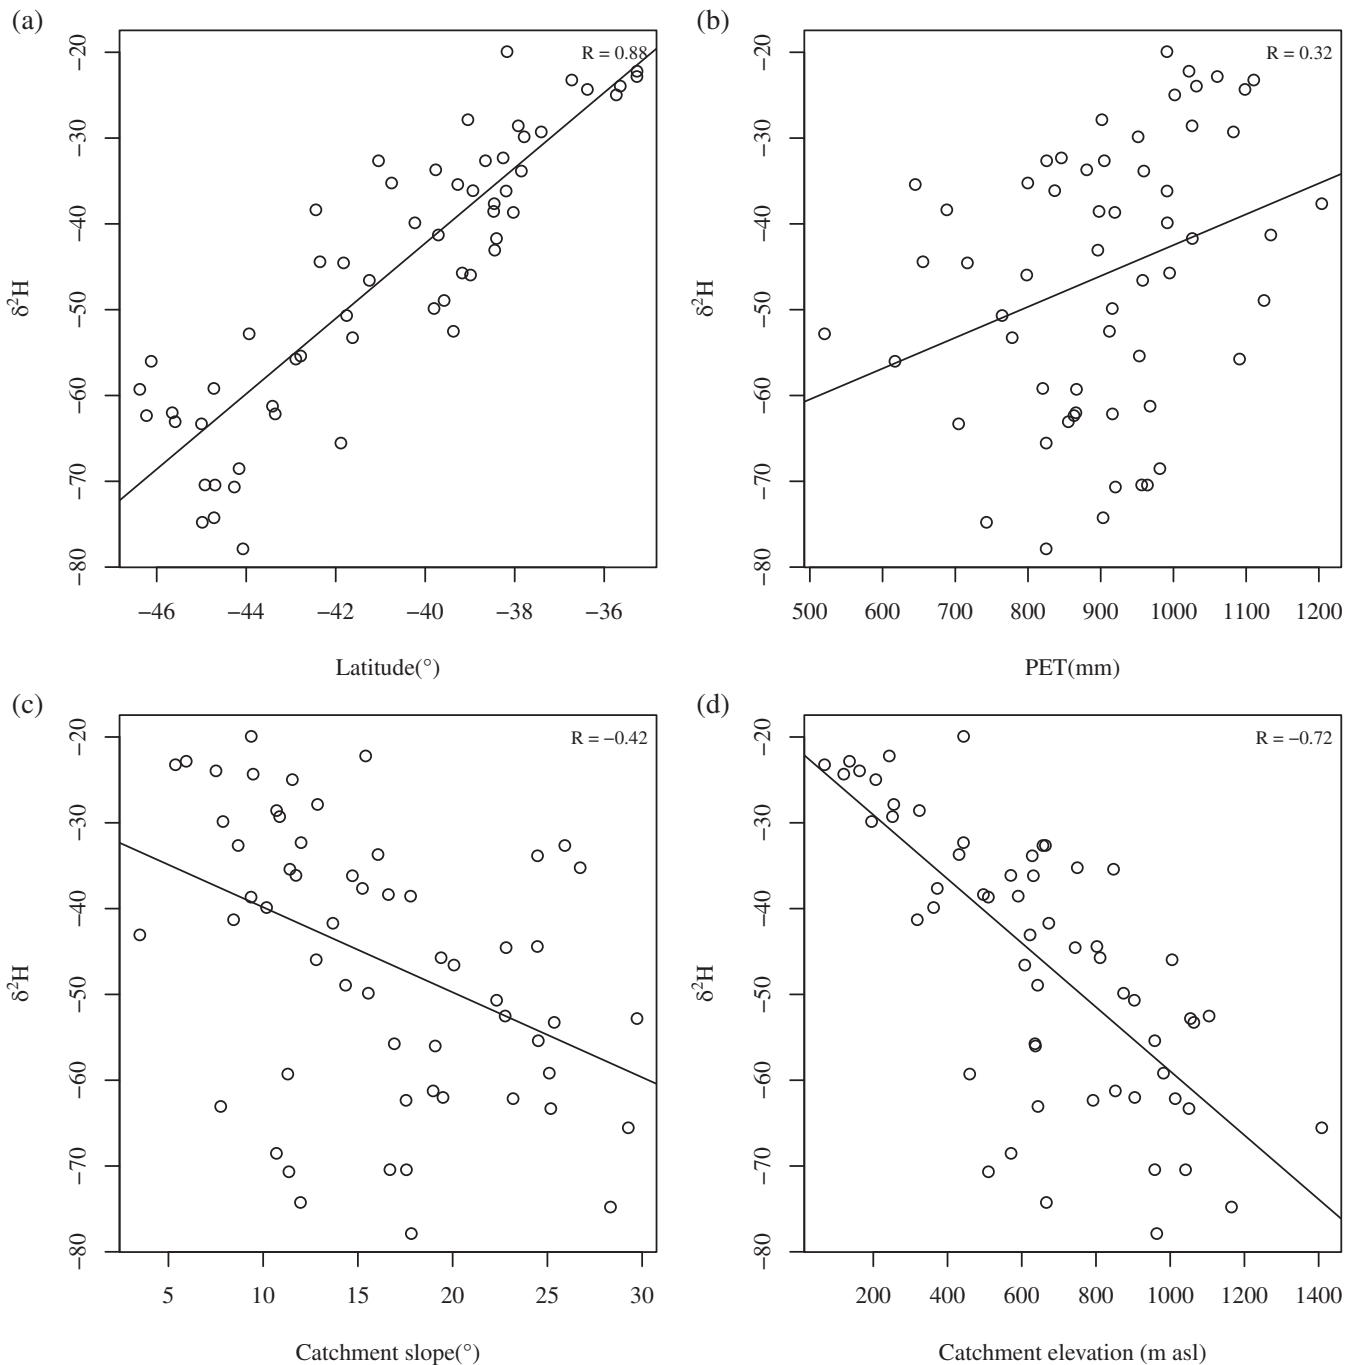 (a)
R = 0.88
−20
−30
−40
−50
−60
−70
−80
δ²H
−46 −44 −42 −40 −38 −36
Latitude(°)
(b)
R = 0.32
−20
−30
−40
−50
−60
−70
−80
δ²H
500 600 700 800 900 1000 1100 1200
PET(mm)
(c)
R = −0.42
−20
−30
−40
−50
−60
−70
−80
δ²H
5 10 15 20 25 30
Catchment slope(°)
(d)
R = −0.72
−20
−30
−40
−50
−60
−70
−80
δ²H
200 400 600 800 1000 1200 1400
Catchment elevation (m asl)